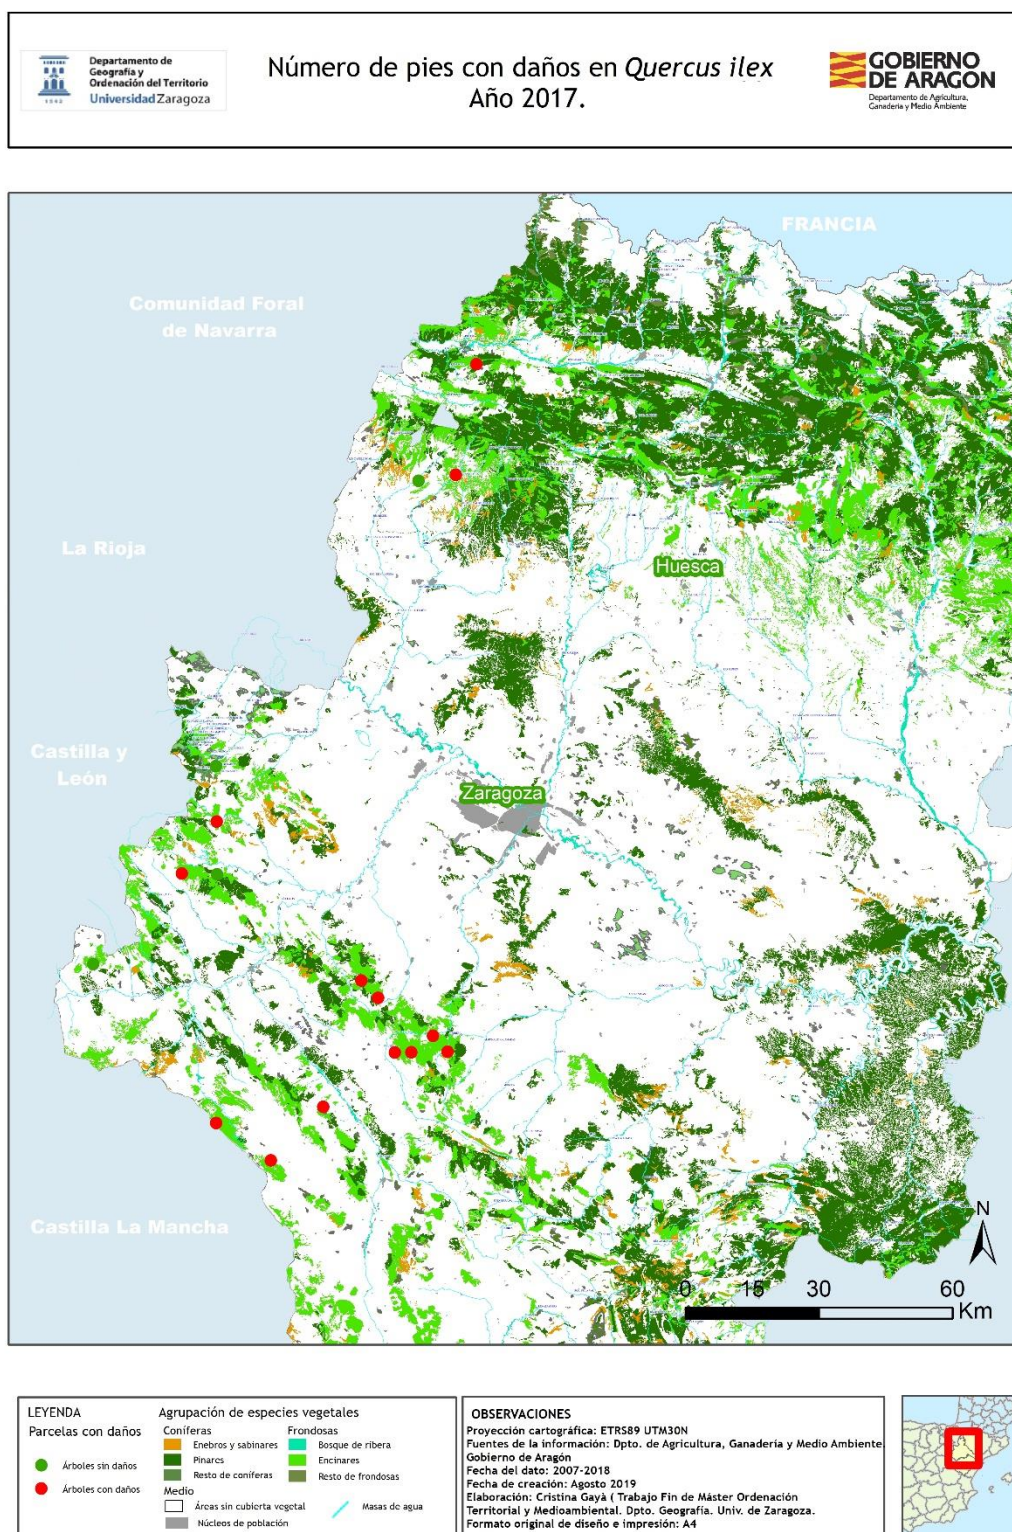 Departamento de
Geografía y
Ordenación del Territorio
Universidad Zaragoza
1542
Número de pies con daños en Quercus ilex
Año 2017.
GOBIERNO
DE ARAGON
Departamento de Agricultura,
Ganadería y Medio Ambiente
FRANCIA
Comunidad Foral
de Navarra
La Rioja
Huesca
Castilla y
León
Zaragoza
Castilla La Mancha
N
0 15 30 60
Km
LEYENDA
Parcelas con daños
Árboles sin daños
Árboles con daños
Agrupación de especies vegetales
Coníferas
Enebros y sabinares
Pinares
Resto de coníferas
Frondosas
Bosque de ribera
Encinares
Resto de frondosas
Medio
Áreas sin cubierta vegetal
Masas de agua
Núcleos de población
OBSERVACIONES
Proyección cartográfica: ETRS89 UTM30N
Fuentes de la información: Dpto. de Agricultura, Ganadería y Medio Ambiente.
Gobierno de Aragón
Fecha del dato: 2007-2018
Fecha de creación: Agosto 2019
Elaboración: Cristina Gayà ( Trabajo Fin de Máster Ordenación
Territorial y Medioambiental. Dpto. Geografía. Univ. de Zaragoza.
Formato original de diseño e impresión: A4